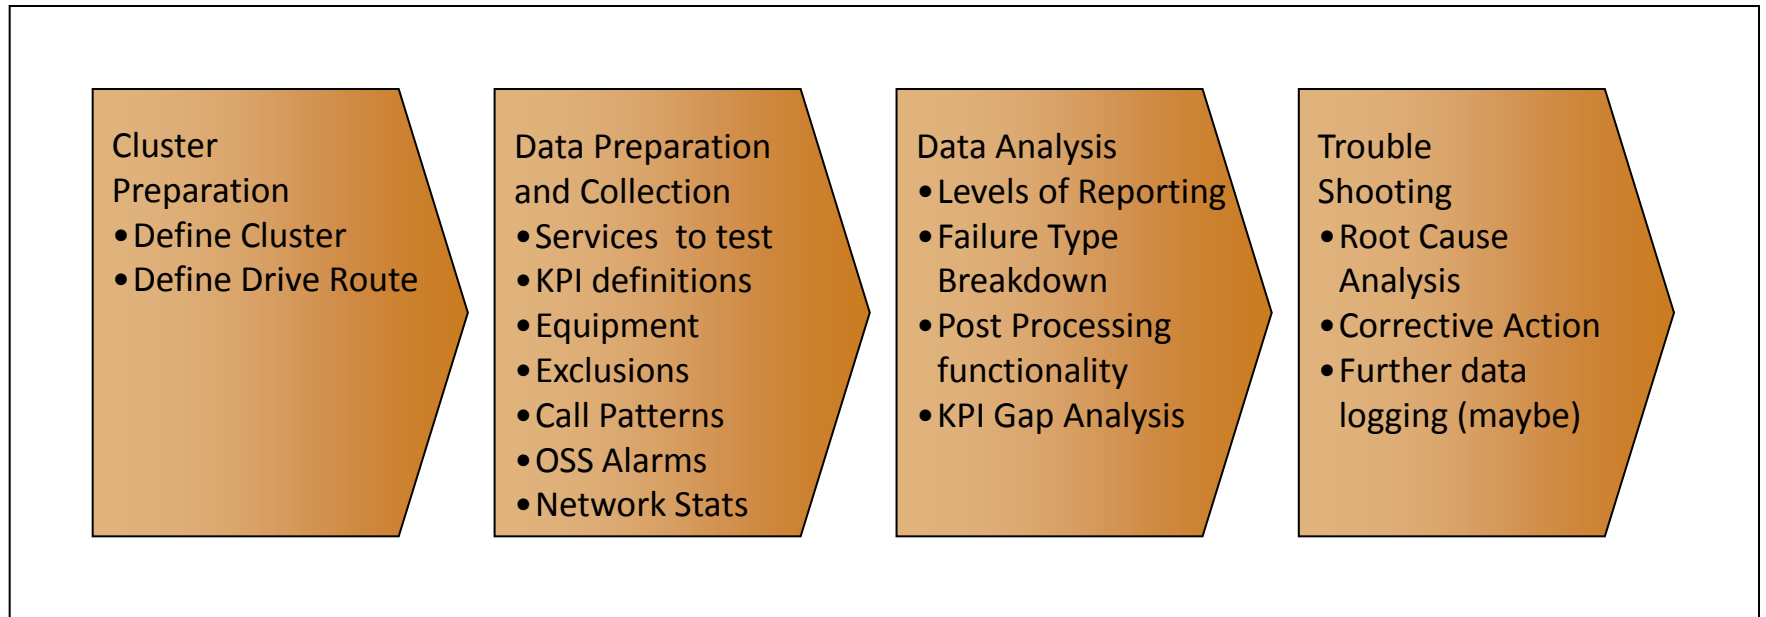 Cluster
Preparation
•Define Cluster
•Define Drive Route
Data Preparation
and Collection
•Services  to test
•KPI definitions
•Equipment
•Exclusions
•Call Patterns
•OSS Alarms
•Network Stats
Data Analysis
•Levels of Reporting
•Failure Type
Breakdown
•Post Processing
functionality
•KPI Gap Analysis
Trouble
Shooting
•Root Cause
Analysis
•Corrective Action
•Further data
logging (maybe)